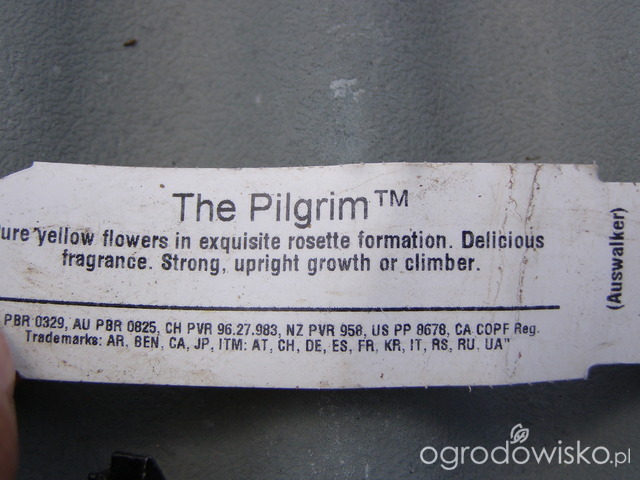 The Pilgrim™
ure yellow flowers in exquisite rosette formation. Delicious
fragrance. Strong, upright growth or climber.
PBR 0329, AU PBR 0825, CH PVR 96.27.983, NZ PVR 958, US PP 8678, CA COPF Reg.
Trademarks: AR, BEN, CA, JP, ITM: AT, CH, DE, ES, FR, KR, IT, RS, RU, UA"
(Auswalker)
ogrodowisko.pl